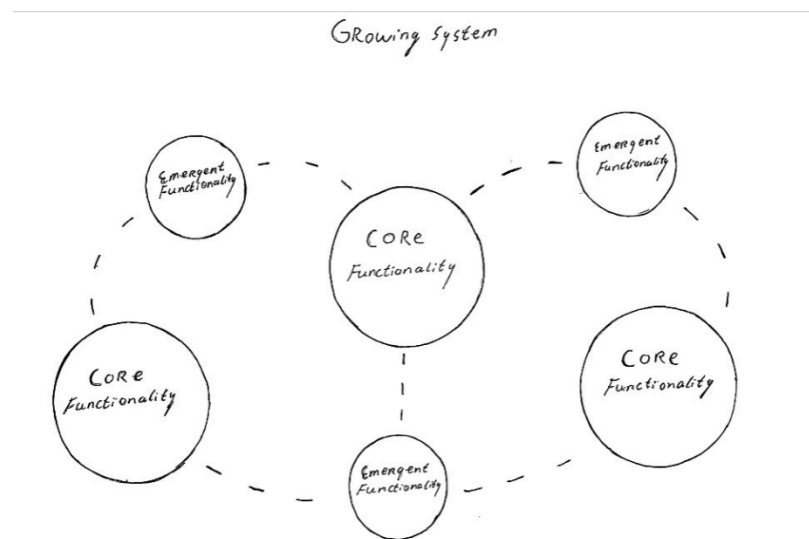 GRowing System
Emergent
Functionality
Emergent
Functionality
CoRe
Functionality
CoRe
Functionality
CoRe
Functionality
Emergent
Functionality